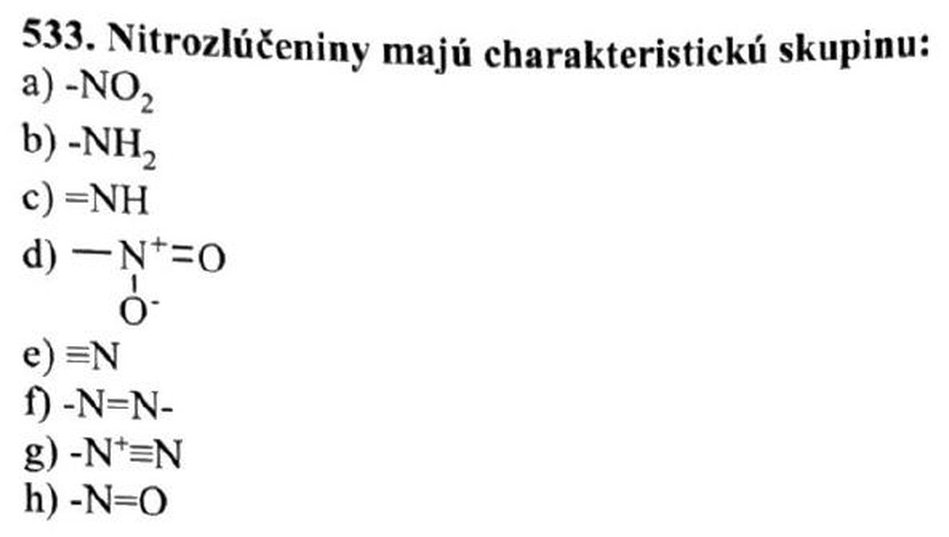 533. Nitrozlúčeniny majú charakteristickú skupinu:
a) -NO₂
b) -NH₂
c) =NH
d) —N⁺=O
O⁻
e) ≡N
f) -N=N-
g) -N⁺≡N
h) -N=O